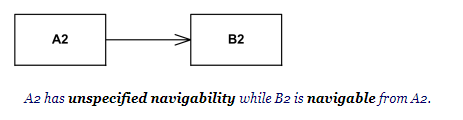 A2 B2
A2 has unspecified navigability while B2 is navigable from A2.